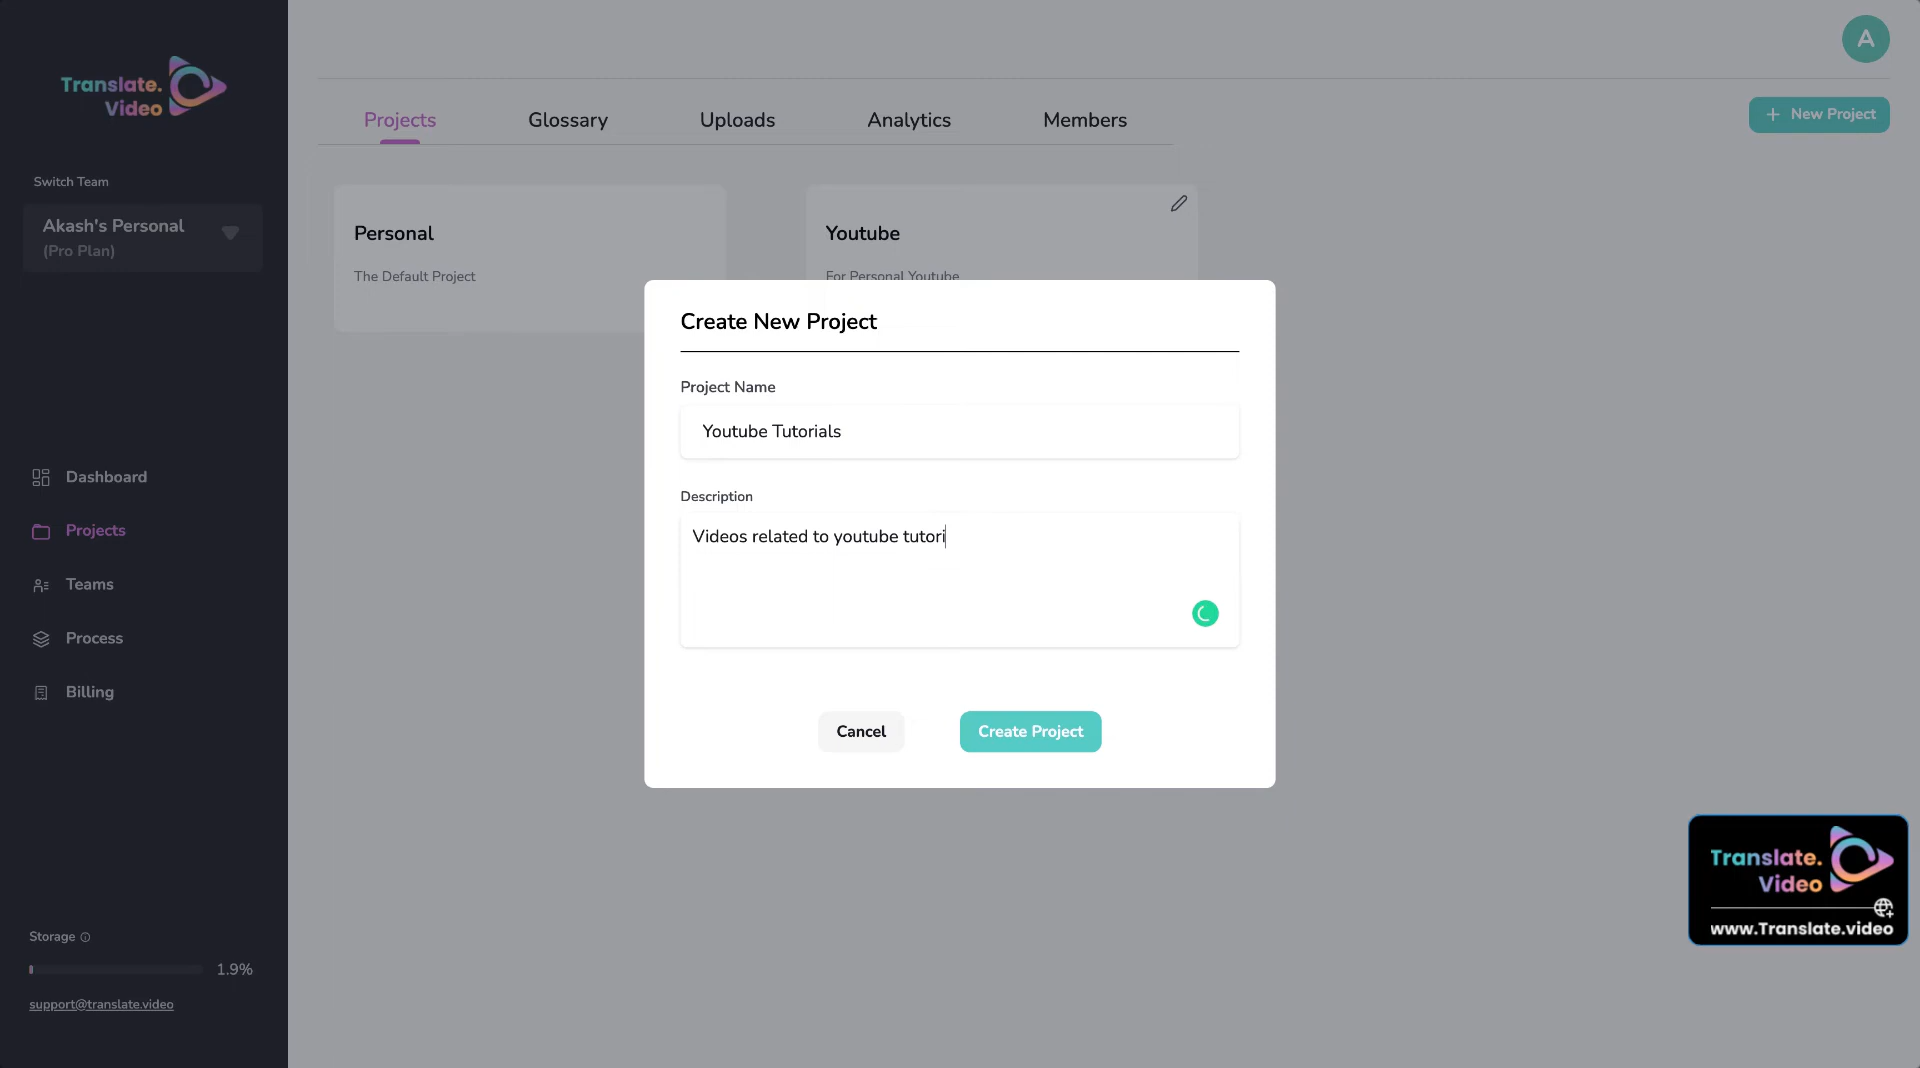 Translate.
Video
A
Projects
Glossary
Uploads
Analytics
Members
+ New Project
Switch Team
Akash's Personal
(Pro Plan)
Personal
The Default Project
Youtube
For Personal Youtube
Create New Project
Project Name
Youtube Tutorials
Description
Videos related to youtube tutori
Cancel
Create Project
Dashboard
Projects
Teams
Process
Billing
Storage
1.9%
support@translate.video
Translate.
Video
www.Translate.video